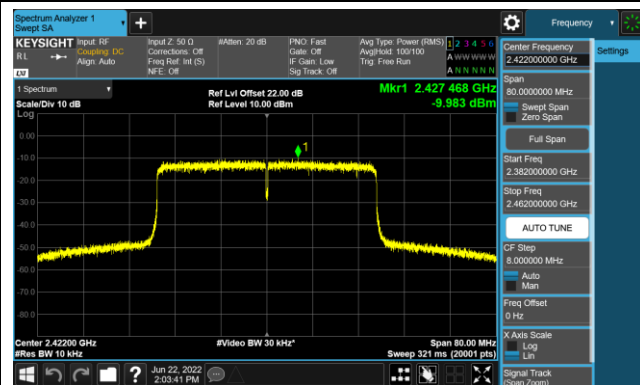 Spectrum Analyzer 1
Swept SA
+
Frequency
KEYSIGHT
RL
LXI
Input: RF
Coupling: DC
Align: Auto
Input Z: 50 Ω
Corrections: Off
Freq Ref: Int (S)
NFE: Off
#Atten: 20 dB
PNO: Fast
Gate: Off
IF Gain: Low
Sig Track: Off
Avg Type: Power (RMS)
Avg|Hold: 100/100
Trig: Free Run
1 2 3 4 5 6
A W W W W W
A N N N N N
1 Spectrum
Scale/Div 10 dB
Log
Ref Lvl Offset 22.00 dB
Ref Level 10.00 dBm
Mkr1 2.427 468 GHz
-9.983 dBm
0.00
-10.0
-20.0
-30.0
-40.0
-50.0
-60.0
-70.0
-80.0
1
Center 2.42200 GHz
#Res BW 10 kHz
#Video BW 30 kHz*
Span 80.00 MHz
Sweep 321 ms (20001 pts)
Center Frequency
2.422000000 GHz
Settings
Span
80.0000000 MHz
Swept Span
Zero Span
Full Span
Start Freq
2.382000000 GHz
Stop Freq
2.462000000 GHz
AUTO TUNE
CF Step
8.000000 MHz
Auto
Man
Freq Offset
0 Hz
X Axis Scale
Log
Lin
Signal Track
(Span Zoom)
?
Jun 22, 2022
2:03:41 PM